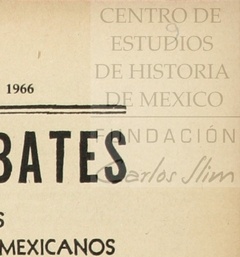 CENTRO DE
ESTUDIOS
DE HISTORIA
DE MEXICO
FUNDACIÓN
Carlos Slim
1966
BATES
S
MEXICANOS